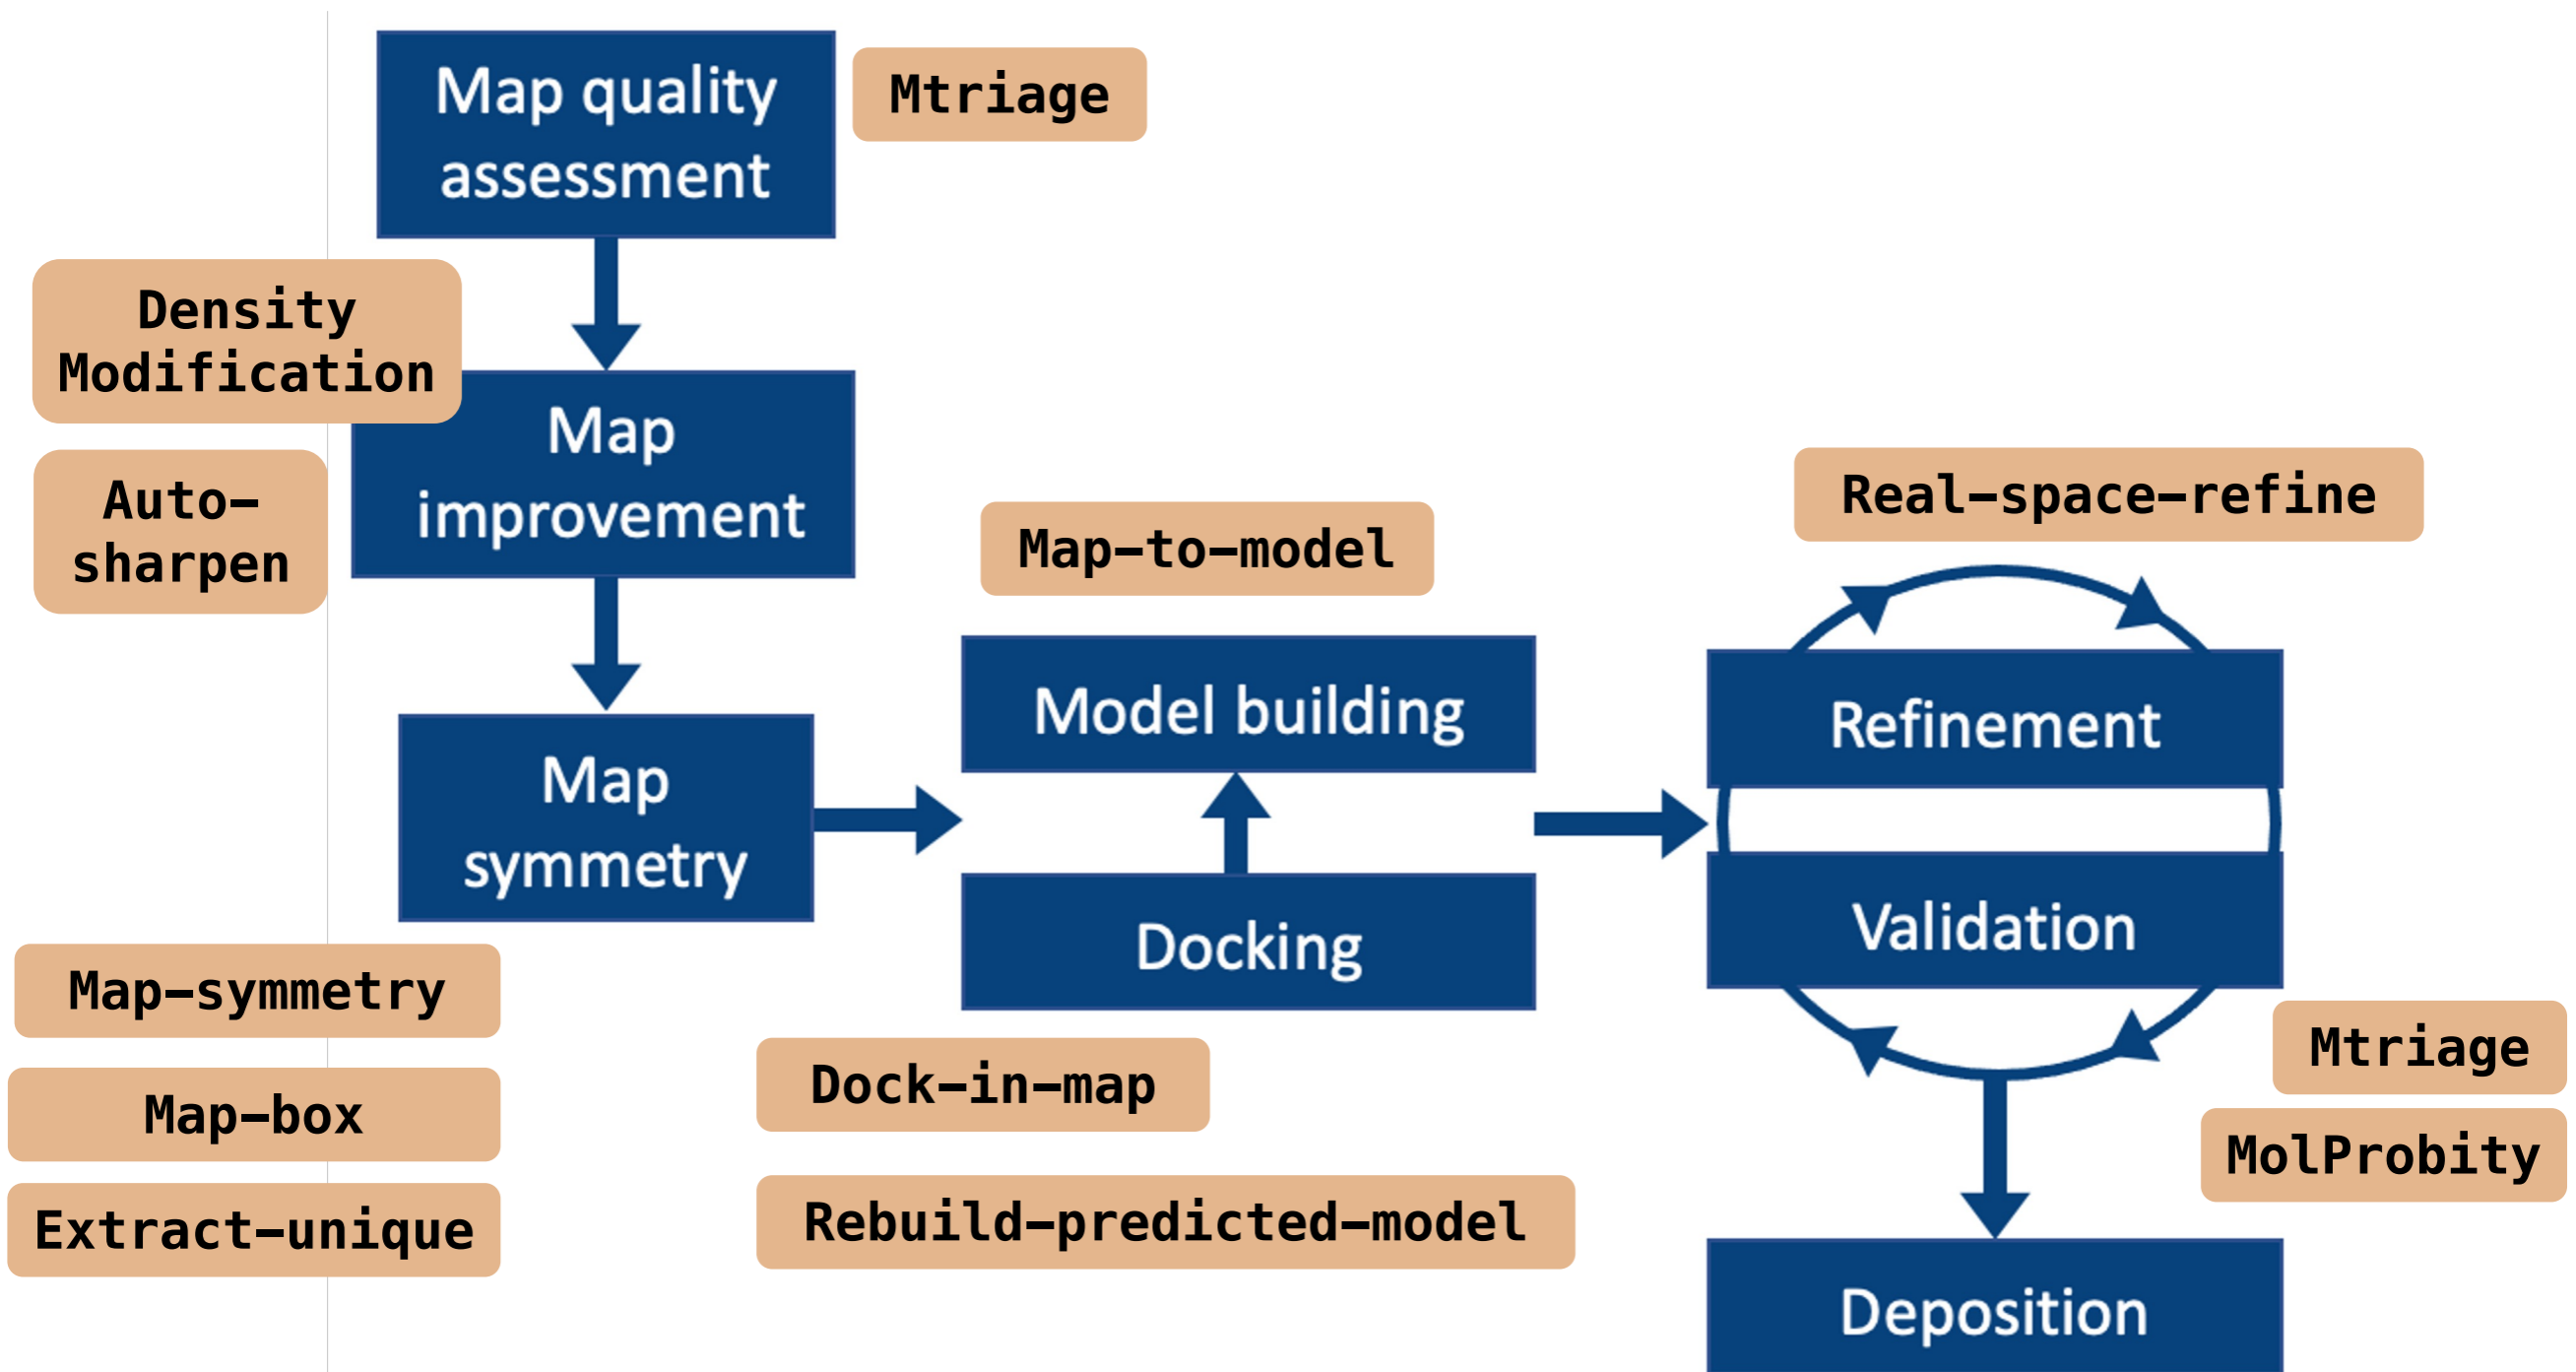 Map quality
assessment
Mtriage
Density
Modification
Map
improvement
Auto-
sharpen
Map
symmetry
Map-symmetry
Map-box
Extract-unique
Map-to-model
Model building
Docking
Dock-in-map
Rebuild-predicted-model
Real-space-refine
Refinement
Validation
Mtriage
MolProbity
Deposition